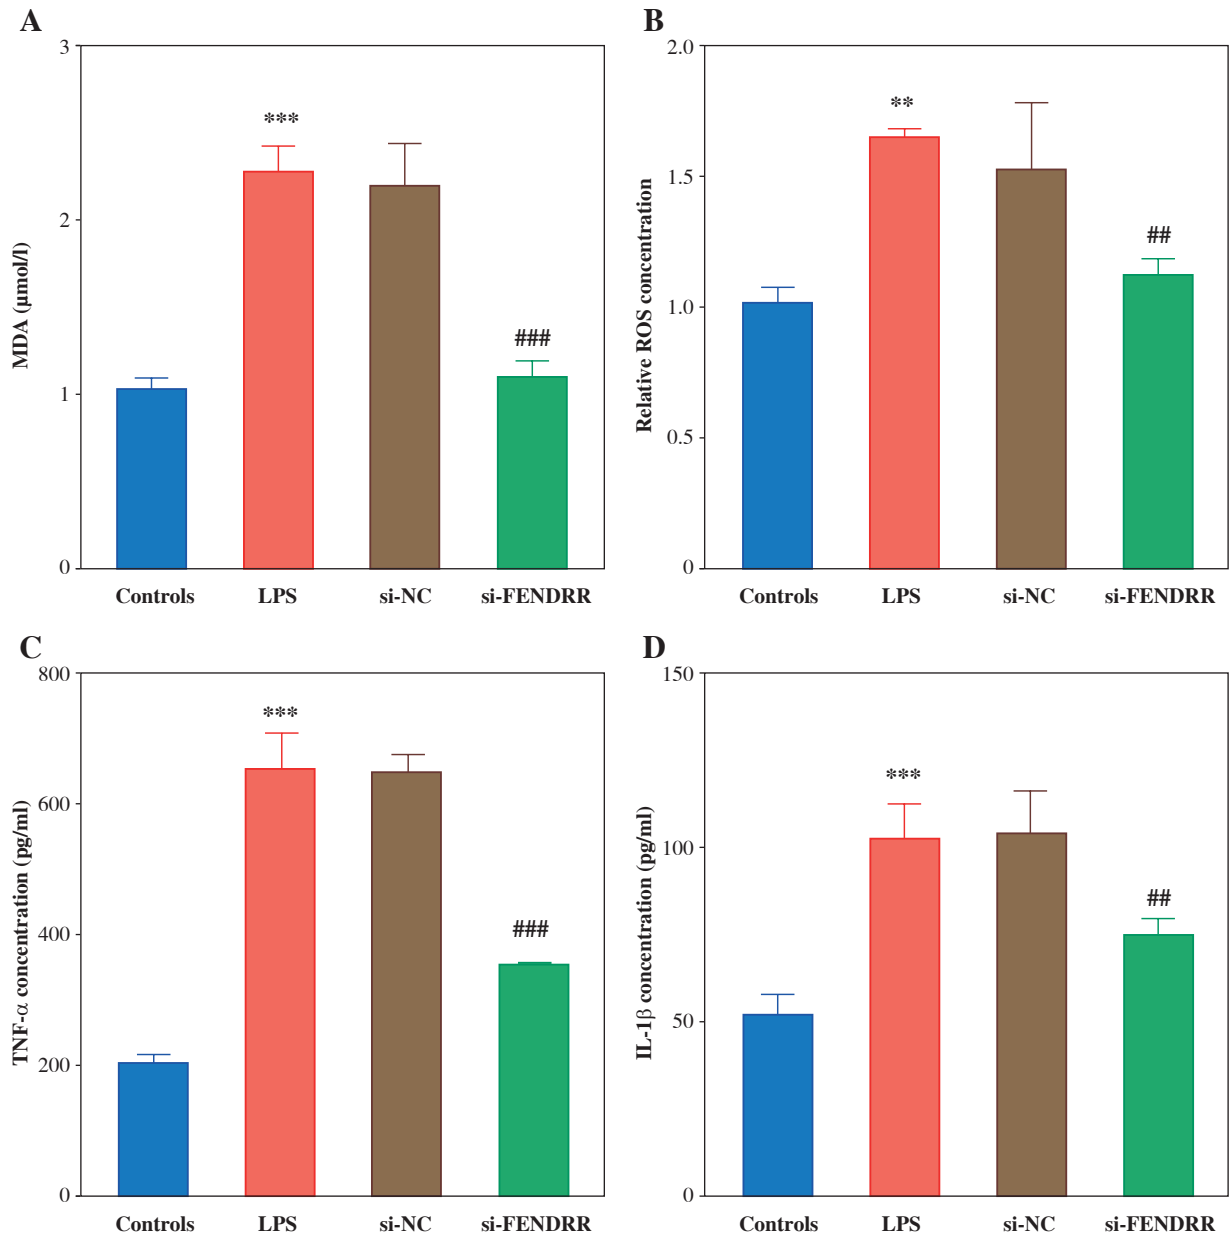 A
MDA (µmol/l)
3
2
1
0
***
###
Controls LPS si-NC si-FENDRR
B
Relative ROS concentration
2.0
1.5
1.0
0.5
0
**
##
Controls LPS si-NC si-FENDRR
C
TNF-α concentration (pg/ml)
800
600
400
200
0
***
###
Controls LPS si-NC si-FENDRR
D
IL-1β concentration (pg/ml)
150
100
50
0
***
##
Controls LPS si-NC si-FENDRR